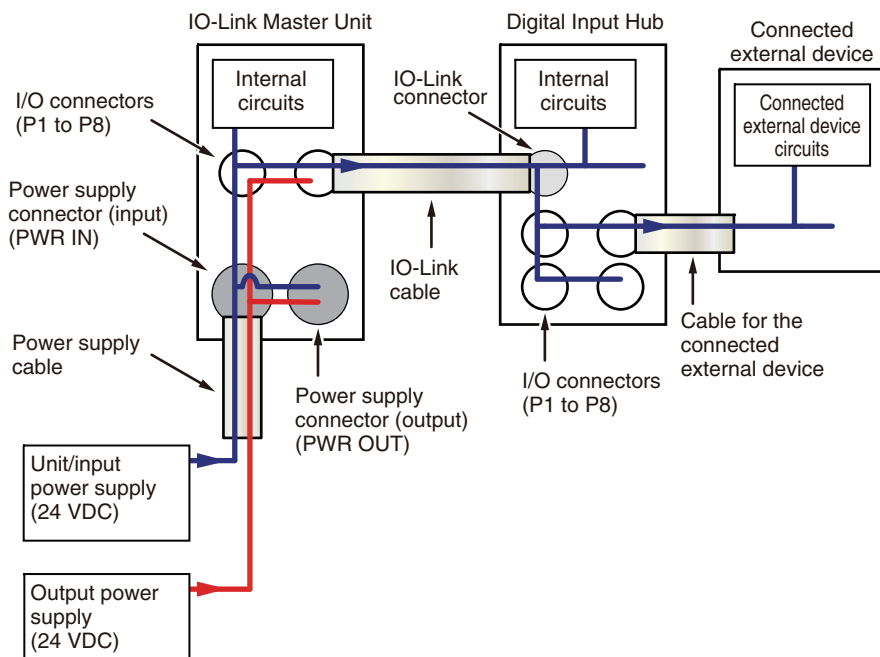 IO-Link Master Unit
Digital Input Hub
Connected
external device
Internal
circuits
IO-Link
connector
Internal
circuits
Connected
external device
circuits
I/O connectors
(P1 to P8)
Power supply
connector (input)
(PWR IN)
IO-Link
cable
Power supply
cable
Power supply
connector (output)
(PWR OUT)
I/O connectors
(P1 to P8)
Cable for the
connected
external device
Unit/input
power supply
(24 VDC)
Output power
supply
(24 VDC)